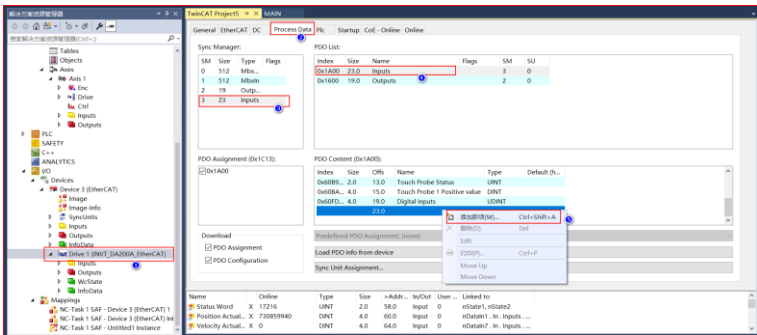 解决方案资源管理器
搜索解决方案资源管理器(Ctrl+;)
Tables
Objects
Axes
Axis 1
Enc
Drive
Ctrl
Inputs
Outputs
PLC
SAFETY
C++
ANALYTICS
I/O
Devices
Device 3 (EtherCAT)
Image
Image-Info
SyncUnits
Inputs
Outputs
InfoData
Drive 1 (INVT_DA200A_EtherCAT)
Inputs
Outputs
WcState
InfoData
Mappings
NC-Task 1 SAF - Device 3 (EtherCAT) 1
NC-Task 1 SAF - Device 3 (EtherCAT) Int
NC-Task 1 SAF - Untitled1 Instance
TwinCAT Project5 MAIN
General EtherCAT DC Process Data Plc Startup CoE - Online Online
Sync Manager:
SM Size Type Flags
0 512 Mbx...
1 512 MbxIn
2 19 Outp...
3 23 Inputs
PDO List:
Index Size Name Flags SM SU
0x1A00 23.0 Inputs 3 0
0x1600 19.0 Outputs 2 0
PDO Assignment (0x1C13):
0x1A00
PDO Content (0x1A00):
Index Size Offs Name Type Default (h...
0x60B9... 2.0 13.0 Touch Probe Status UINT
0x60BA... 4.0 15.0 Touch Probe 1 Positive value DINT
0x60FD... 4.0 19.0 Digital inputs UDINT
23.0
添加新项(W)... Ctrl+Shift+A
删除(D) Del
Edit
打印(P)... Ctrl+P
Move Up
Move Down
Download
PDO Assignment
PDO Configuration
Predefined PDO Assignment: (none)
Load PDO info from device
Sync Unit Assignment...
Name Online Type Size >Addr... In/Out User ... Linked to
Status Word X 17216 UINT 2.0 58.0 Input 0 nState1, nState2
Position Actual... X 730859940 DINT 4.0 60.0 Input 0 nDataIn1 . In . Inputs . ...
Velocity Actual... X 0 DINT 4.0 64.0 Input 0 nDataIn7 . In . Inputs ...